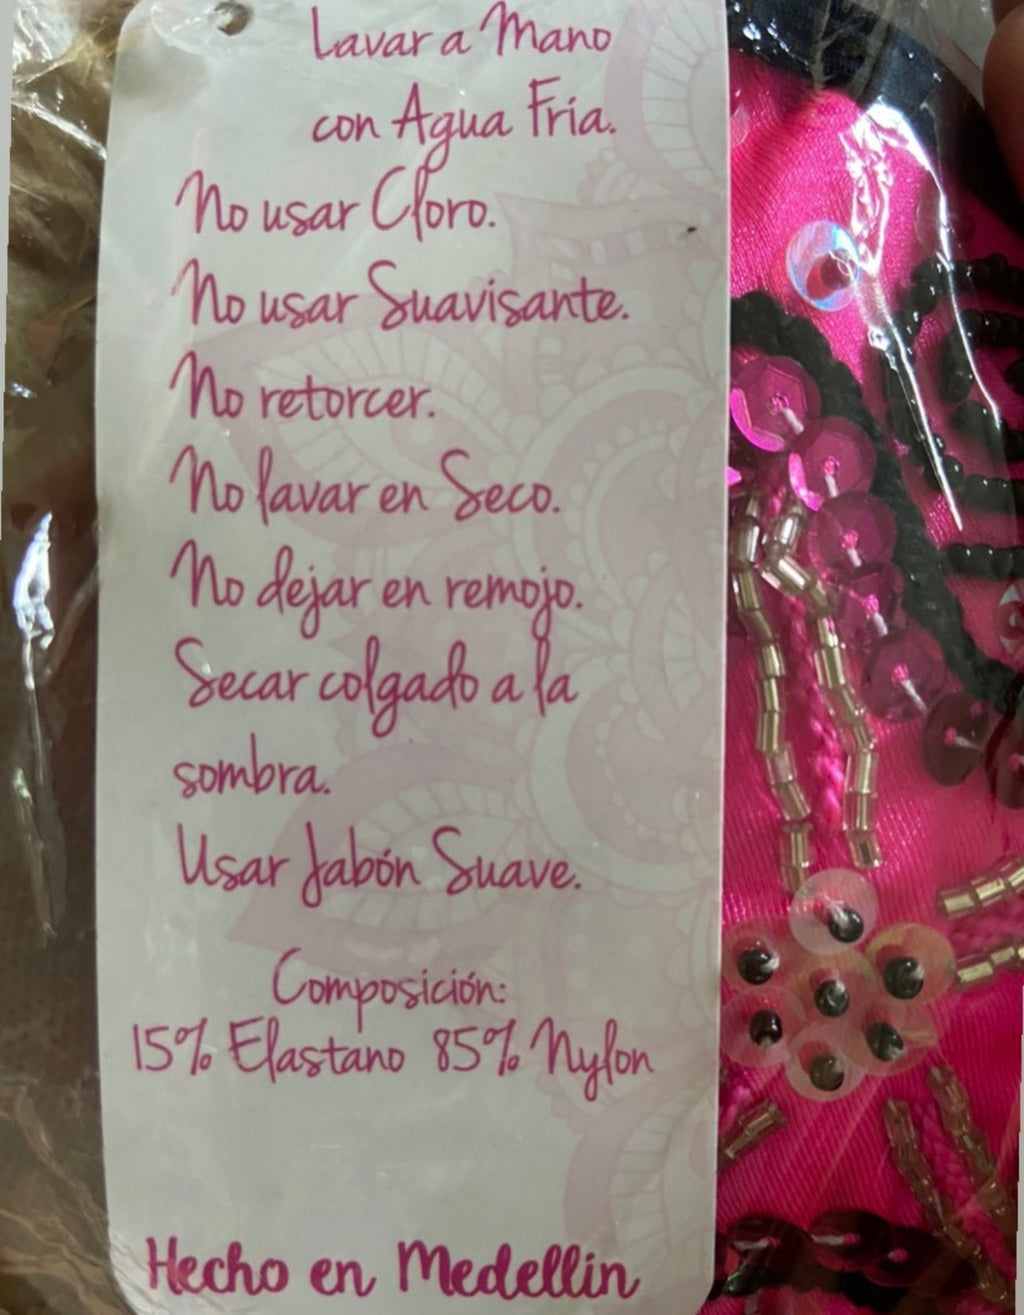 Lavar a Mano
con Agua Fría.
No usar Cloro.
No usar Suavisante.
No retorcer.
No lavar en Seco.
No dejar en remojo.
Secar colgado a la
sombra.
Usar Jabón Suave.
Composición:
15% Elastano 85% Nylon
Hecho en Medellín